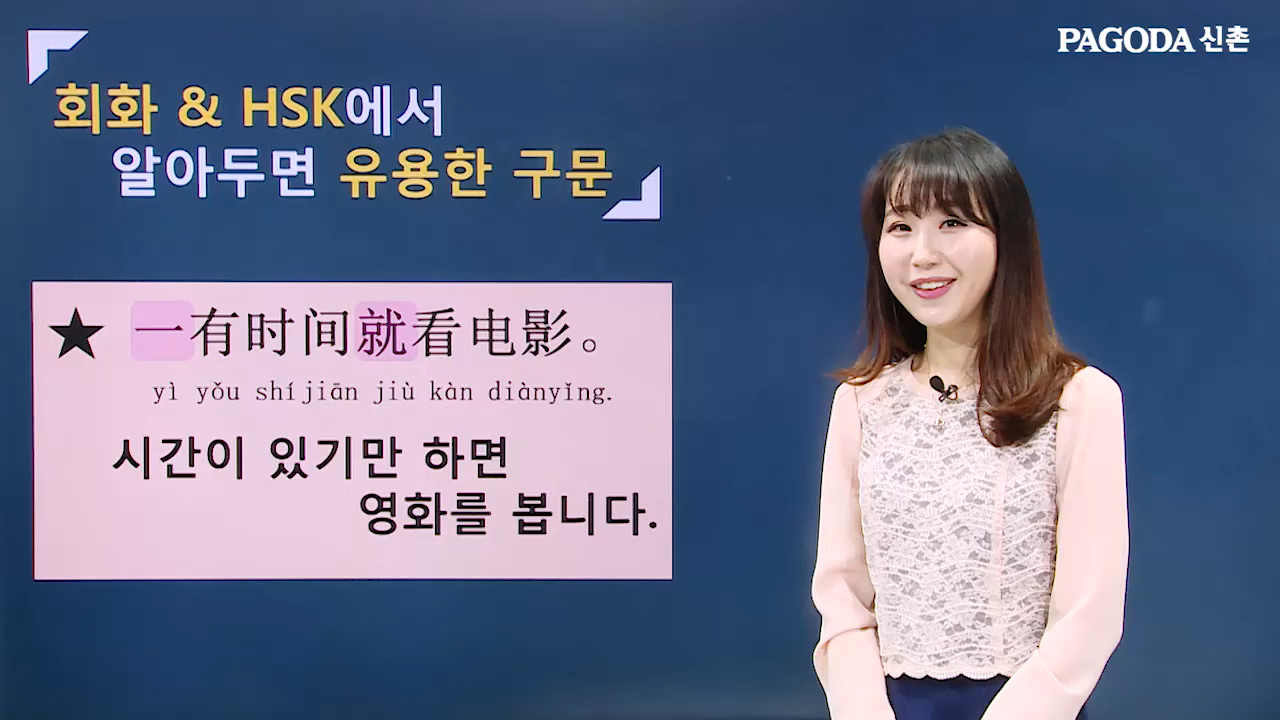 PAGODA 신촌
회화 & HSK에서
알아두면 유용한 구문
★ 一有时间就看电影。
yì yǒu shíjiān jiù kàn diànyǐng.
시간이 있기만 하면
영화를 봅니다.